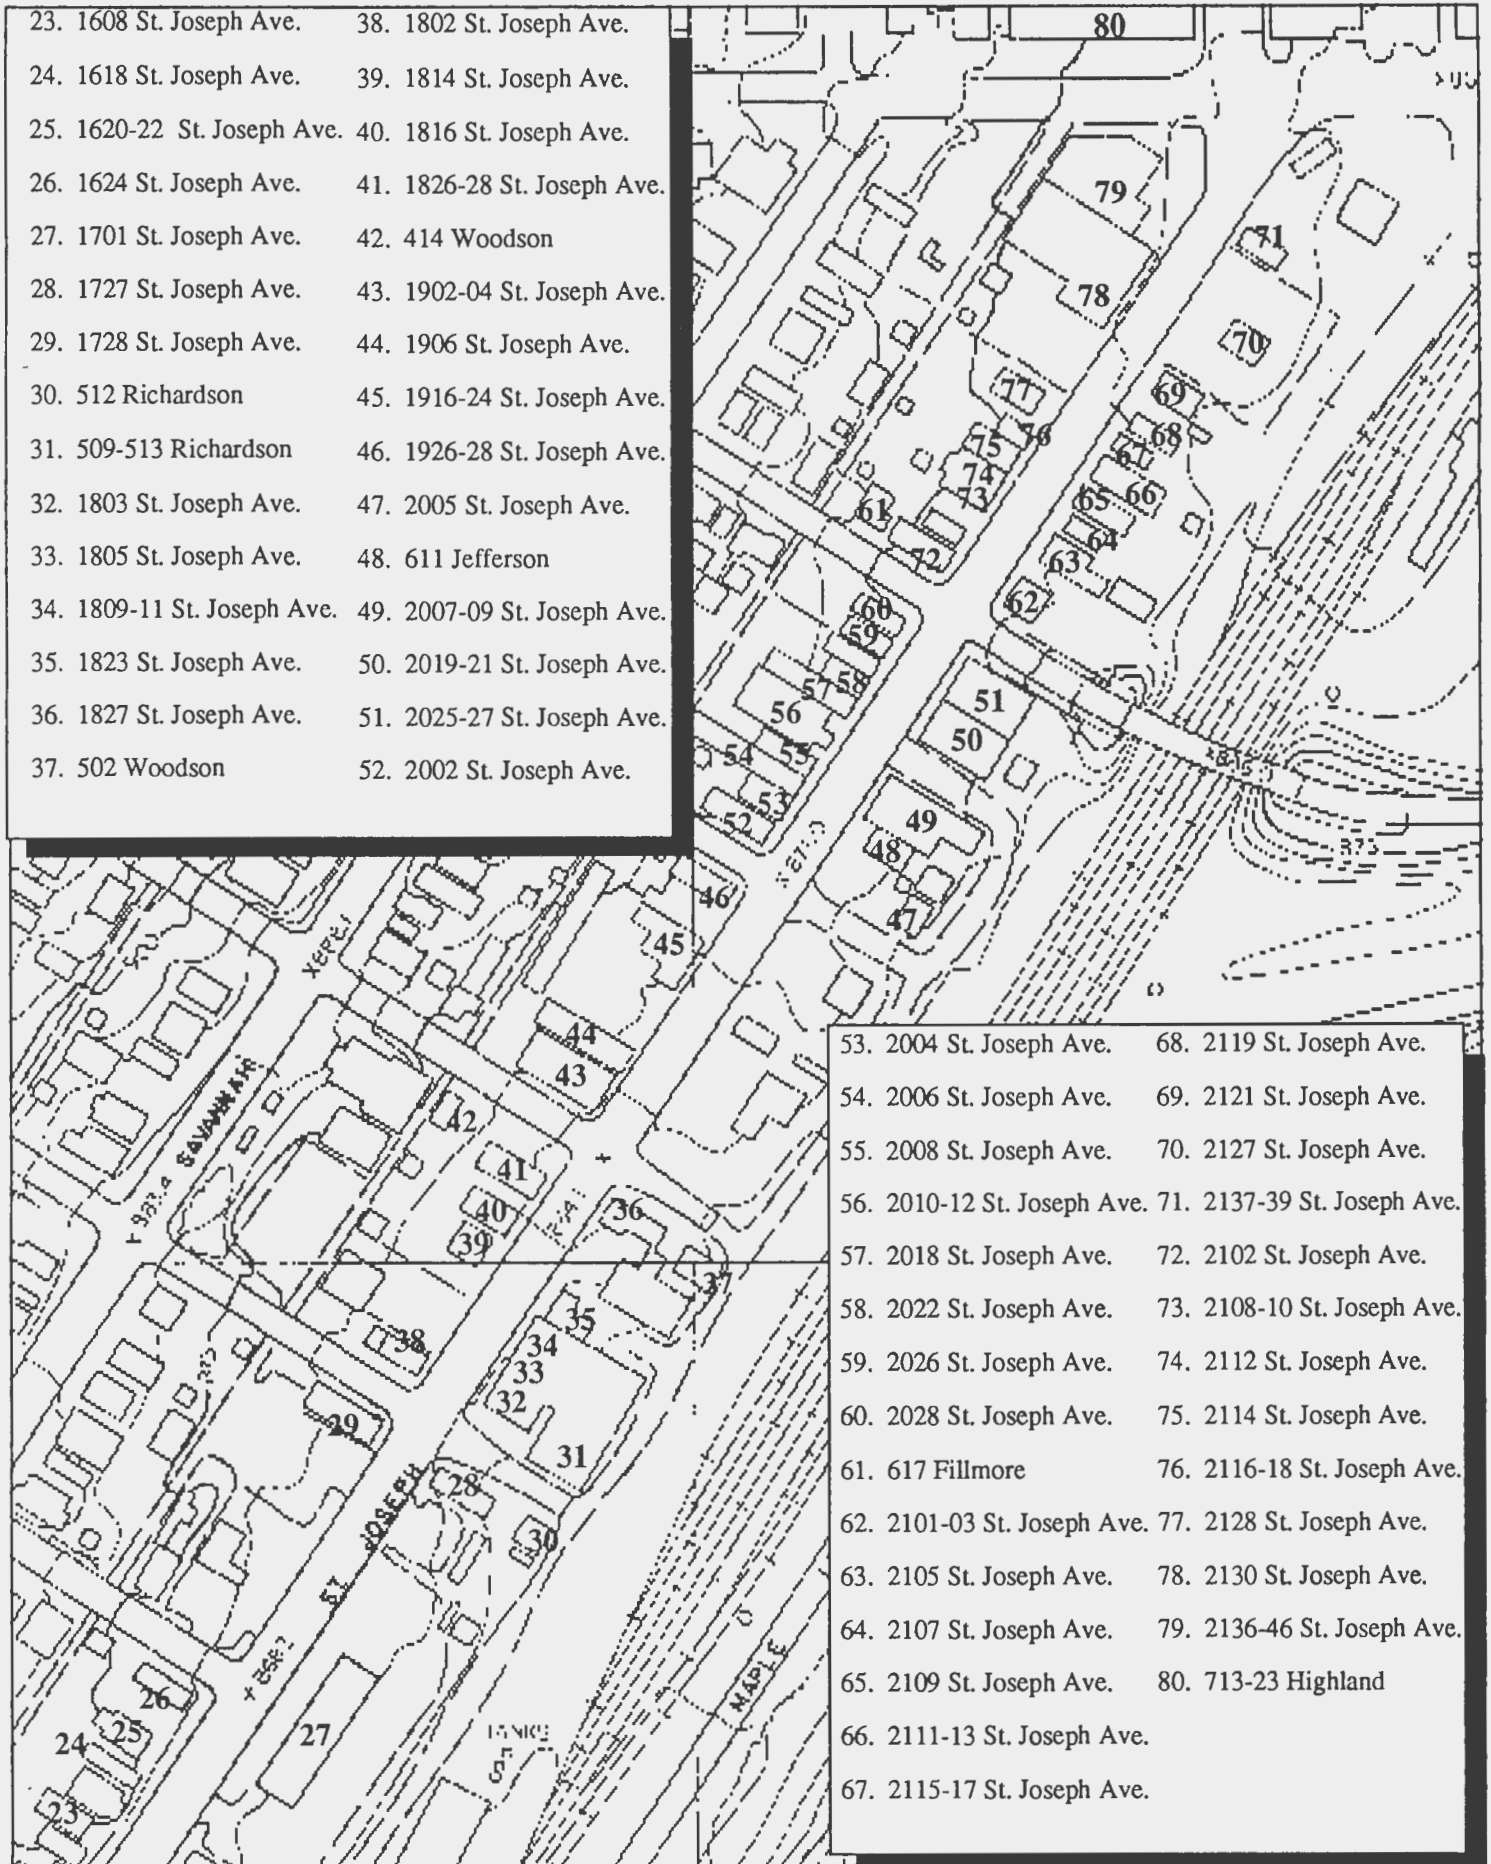 23. 1608 St. Joseph Ave. 38. 1802 St. Joseph Ave.
24. 1618 St. Joseph Ave. 39. 1814 St. Joseph Ave.
25. 1620-22 St. Joseph Ave. 40. 1816 St. Joseph Ave.
26. 1624 St. Joseph Ave. 41. 1826-28 St. Joseph Ave.
27. 1701 St. Joseph Ave. 42. 414 Woodson
28. 1727 St. Joseph Ave. 43. 1902-04 St. Joseph Ave.
29. 1728 St. Joseph Ave. 44. 1906 St. Joseph Ave.
30. 512 Richardson 45. 1916-24 St. Joseph Ave.
31. 509-513 Richardson 46. 1926-28 St. Joseph Ave.
32. 1803 St. Joseph Ave. 47. 2005 St. Joseph Ave.
33. 1805 St. Joseph Ave. 48. 611 Jefferson
34. 1809-11 St. Joseph Ave. 49. 2007-09 St. Joseph Ave.
35. 1823 St. Joseph Ave. 50. 2019-21 St. Joseph Ave.
36. 1827 St. Joseph Ave. 51. 2025-27 St. Joseph Ave.
37. 502 Woodson 52. 2002 St. Joseph Ave.
80
79
71
78
70
77
69
76
68
75
67
74
66
73
65
61
64
72
63
62
60
59
58
57
51
56
50
55
54
53
49
52
48
46
47
45
44
43
42
41
40
36
39
37
35
38
34
33
32
29
31
28
30
26
25
27
24
23
SAVANNAH
ST JOSEPH
MAPLE
53. 2004 St. Joseph Ave. 68. 2119 St. Joseph Ave.
54. 2006 St. Joseph Ave. 69. 2121 St. Joseph Ave.
55. 2008 St. Joseph Ave. 70. 2127 St. Joseph Ave.
56. 2010-12 St. Joseph Ave. 71. 2137-39 St. Joseph Ave.
57. 2018 St. Joseph Ave. 72. 2102 St. Joseph Ave.
58. 2022 St. Joseph Ave. 73. 2108-10 St. Joseph Ave.
59. 2026 St. Joseph Ave. 74. 2112 St. Joseph Ave.
60. 2028 St. Joseph Ave. 75. 2114 St. Joseph Ave.
61. 617 Fillmore 76. 2116-18 St. Joseph Ave.
62. 2101-03 St. Joseph Ave. 77. 2128 St. Joseph Ave.
63. 2105 St. Joseph Ave. 78. 2130 St. Joseph Ave.
64. 2107 St. Joseph Ave. 79. 2136-46 St. Joseph Ave.
65. 2109 St. Joseph Ave. 80. 713-23 Highland
66. 2111-13 St. Joseph Ave.
67. 2115-17 St. Joseph Ave.